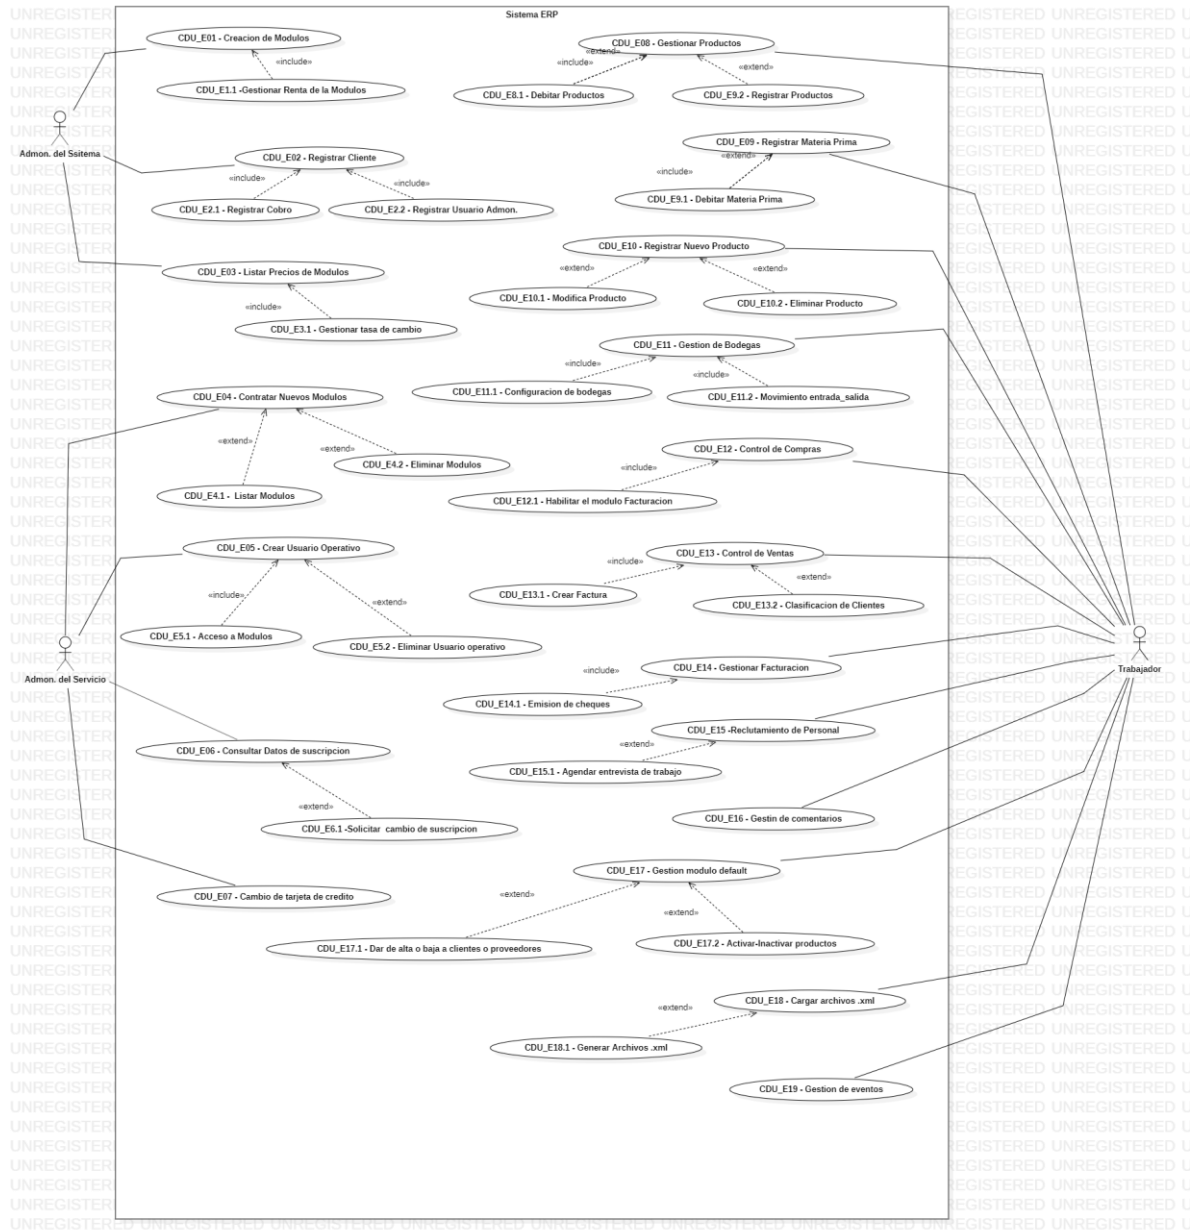 Sistema ERP
CDU_E01 - Creacion de Modulos
«include»
CDU_E1.1 -Gestionar Renta de la Modulos
Admon. del Ssitema
CDU_E02 - Registrar Cliente
«include»
«include»
CDU_E2.1 - Registrar Cobro
CDU_E2.2 - Registrar Usuario Admon.
CDU_E03 - Listar Precios de Modulos
«include»
CDU_E3.1 - Gestionar tasa de cambio
CDU_E04 - Contratar Nuevos Modulos
«extend»
«extend»
CDU_E4.2 - Eliminar Modulos
CDU_E4.1 - Listar Modulos
CDU_E05 - Crear Usuario Operativo
«include»
«extend»
CDU_E5.1 - Acceso a Modulos
CDU_E5.2 - Eliminar Usuario operativo
Admon. del Servicio
CDU_E06 - Consultar Datos de suscripcion
«extend»
CDU_E6.1 -Solicitar cambio de suscripcion
CDU_E07 - Cambio de tarjeta de credito
CDU_E08 - Gestionar Productos
«extend»
«include»
«extend»
CDU_E8.1 - Debitar Productos
CDU_E9.2 - Registrar Productos
CDU_E09 - Registrar Materia Prima
«extend»
«include»
CDU_E9.1 - Debitar Materia Prima
CDU_E10 - Registrar Nuevo Producto
«extend»
«extend»
CDU_E10.1 - Modifica Producto
CDU_E10.2 - Eliminar Producto
CDU_E11 - Gestion de Bodegas
«include»
«include»
CDU_E11.1 - Configuracion de bodegas
CDU_E11.2 - Movimiento entrada_salida
CDU_E12 - Control de Compras
«include»
CDU_E12.1 - Habilitar el modulo Facturacion
CDU_E13 - Control de Ventas
«include»
«extend»
CDU_E13.1 - Crear Factura
CDU_E13.2 - Clasificacion de Clientes
Trabajador
CDU_E14 - Gestionar Facturacion
«include»
CDU_E14.1 - Emision de cheques
CDU_E15 -Reclutamiento de Personal
«extend»
CDU_E15.1 - Agendar entrevista de trabajo
CDU_E16 - Gestin de comentarios
CDU_E17 - Gestion modulo default
«extend»
«extend»
CDU_E17.1 - Dar de alta o baja a clientes o proveedores
CDU_E17.2 - Activar-Inactivar productos
CDU_E18 - Cargar archivos .xml
«extend»
CDU_E18.1 - Generar Archivos .xml
CDU_E19 - Gestion de eventos
UNREGISTERED UNREGISTERED UNREGISTERED UNREGISTERED UNREGISTERED UNREGISTERED UNREGISTERED UNREGISTERED UNREGISTERED